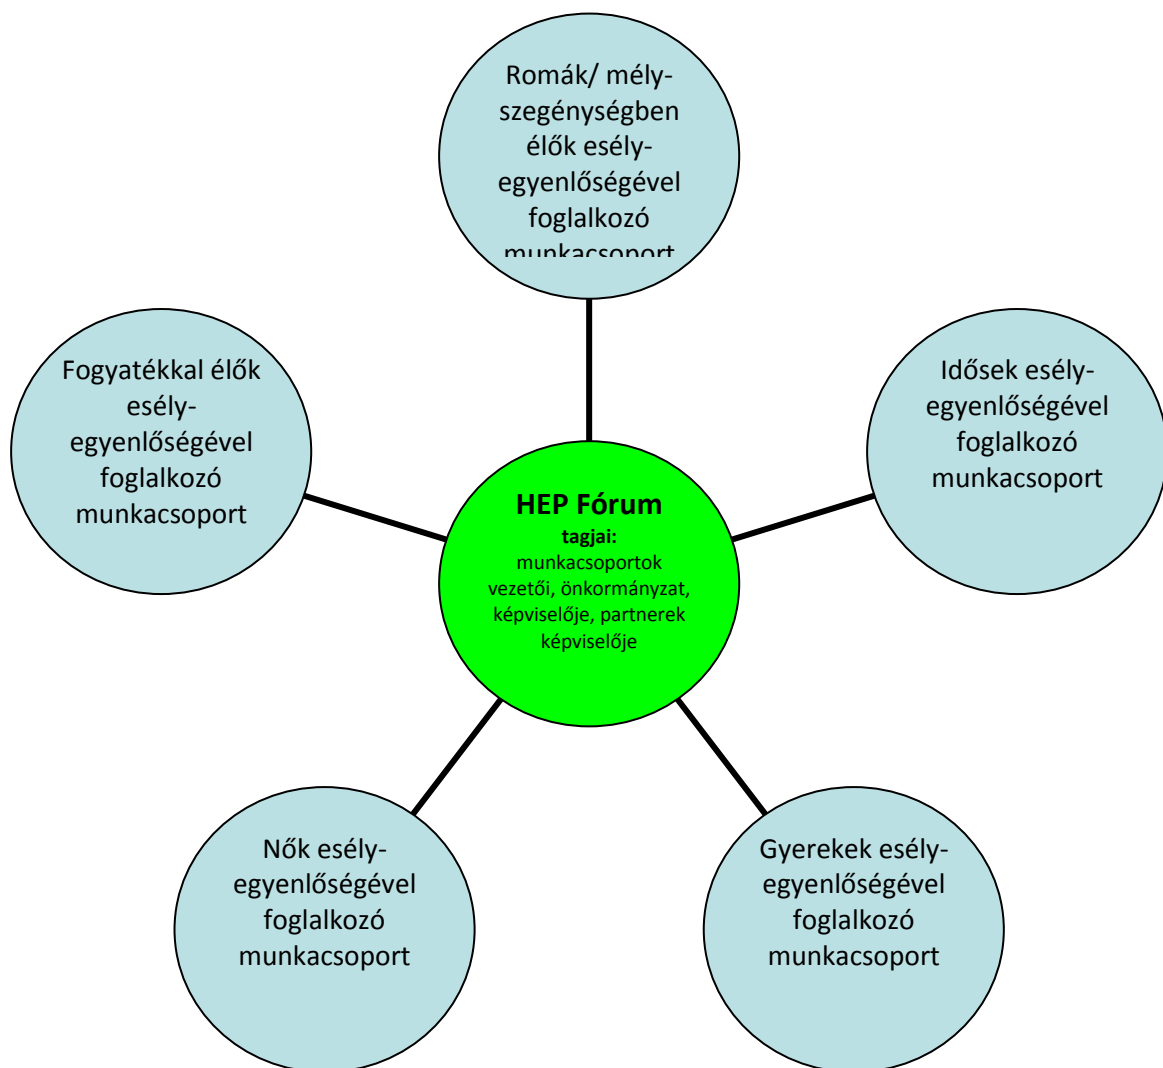 Romák/ mély-
szegénységben
élők esély-
egyenlőségével
foglalkozó
munkacsoport
Fogyatékkal élők
esély-
egyenlőségével
foglalkozó
munkacsoport
Idősek esély-
egyenlőségével
foglalkozó
munkacsoport
HEP Fórum
tagjai:
munkacsoportok
vezetői, önkormányzat,
képviselője, partnerek
képviselője
Nők esély-
egyenlőségével
foglalkozó
munkacsoport
Gyerekek esély-
egyenlőségével
foglalkozó
munkacsoport